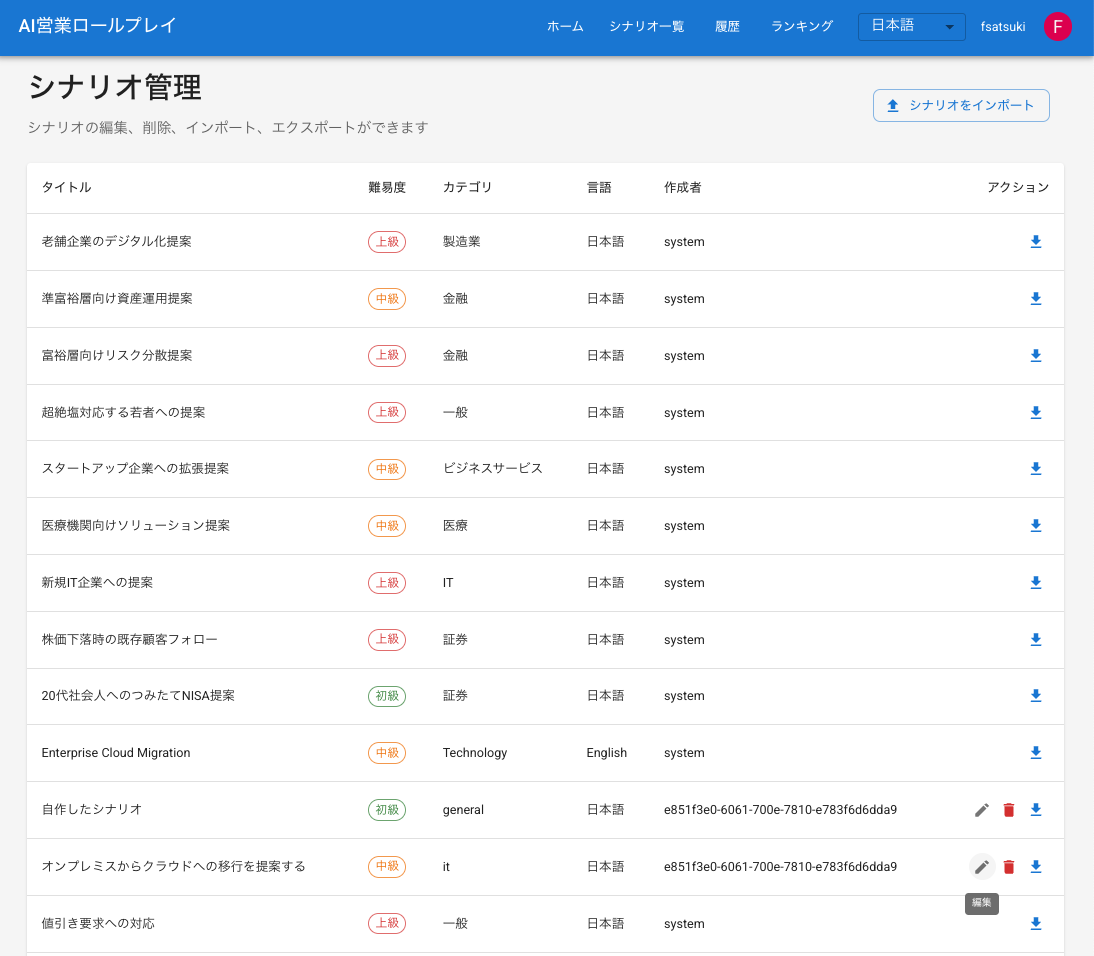 AI営業ロールプレイ ホーム シナリオ一覧 履歴 ランキング 日本語 fsatsuki F
シナリオ管理
シナリオをインポート
シナリオの編集、削除、インポート、エクスポートができます
タイトル 難易度 カテゴリ 言語 作成者 アクション
老舗企業のデジタル化提案 上級 製造業 日本語 system
準富裕層向け資産運用提案 中級 金融 日本語 system
富裕層向けリスク分散提案 上級 金融 日本語 system
超絶塩対応する若者への提案 上級 一般 日本語 system
スタートアップ企業への拡張提案 中級 ビジネスサービス 日本語 system
医療機関向けソリューション提案 中級 医療 日本語 system
新規IT企業への提案 上級 IT 日本語 system
株価下落時の既存顧客フォロー 上級 証券 日本語 system
20代社会人へのつみたてNISA提案 初級 証券 日本語 system
Enterprise Cloud Migration 中級 Technology English system
自作したシナリオ 初級 general 日本語 e851f3e0-6061-700e-7810-e783f6d6dda9
オンプレミスからクラウドへの移行を提案する 中級 it 日本語 e851f3e0-6061-700e-7810-e783f6d6dda9
編集
値引き要求への対応 上級 一般 日本語 system